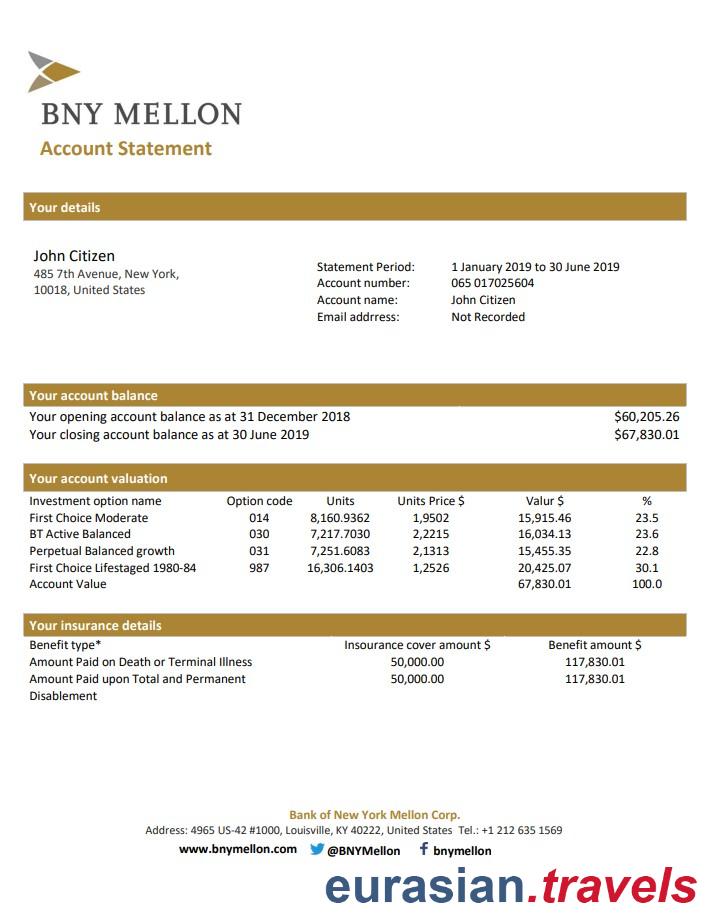 BNY MELLON
Account Statement
Your details
John Citizen
485 7th Avenue, New York,
10018, United States
Statement Period: 1 January 2019 to 30 June 2019
Account number: 065 017025604
Account name: John Citizen
Email addrress: Not Recorded
Your account balance
Your opening account balance as at 31 December 2018 $60,205.26
Your closing account balance as at 30 June 2019 $67,830.01
Your account valuation
Investment option name Option code Units Units Price $ Valur $ %
First Choice Moderate 014 8,160.9362 1,9502 15,915.46 23.5
BT Active Balanced 030 7,217.7030 2,2215 16,034.13 23.6
Perpetual Balanced growth 031 7,251.6083 2,1313 15,455.35 22.8
First Choice Lifestaged 1980-84 987 16,306.1403 1,2526 20,425.07 30.1
Account Value 67,830.01 100.0
Your insurance details
Benefit type* Insourance cover amount $ Benefit amount $
Amount Paid on Death or Terminal Illness 50,000.00 117,830.01
Amount Paid upon Total and Permanent 50,000.00 117,830.01
Disablement
Bank of New York Mellon Corp.
Address: 4965 US-42 #1000, Louisville, KY 40222, United States Tel.: +1 212 635 1569
www.bnymellon.com @BNYMellon f bnymellon
eurasian.travels